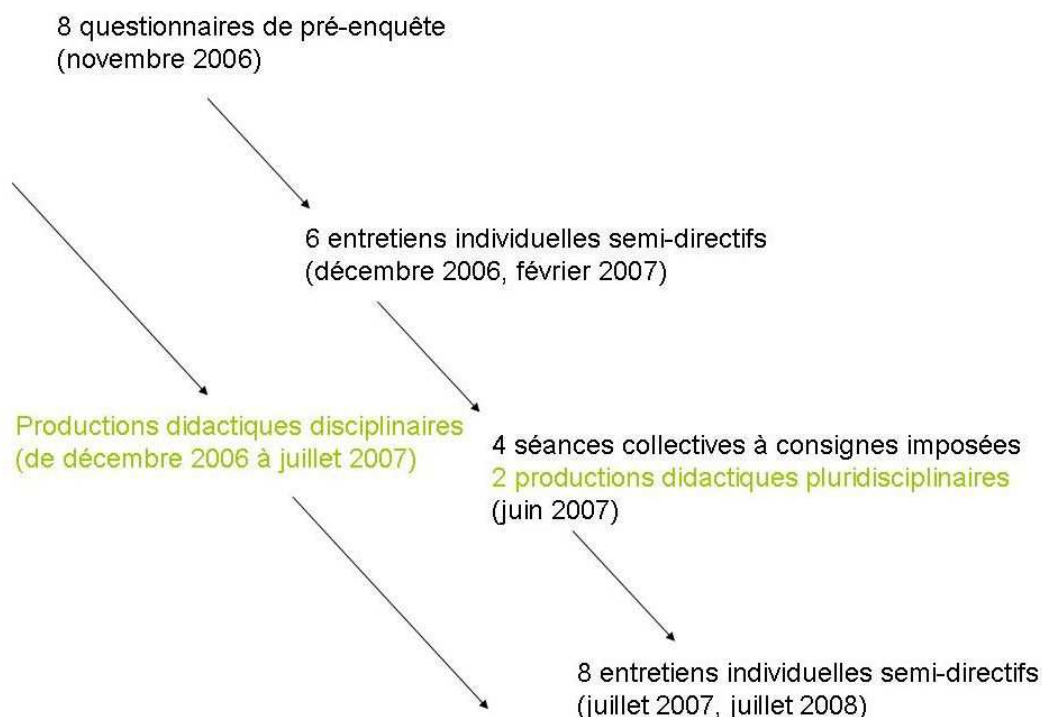 8 questionnaires de pré-enquête
(novembre 2006)
6 entretiens individuelles semi-directifs
(décembre 2006, février 2007)
Productions didactiques disciplinaires
(de décembre 2006 à juillet 2007)
4 séances collectives à consignes imposées
2 productions didactiques pluridisciplinaires
(juin 2007)
8 entretiens individuelles semi-directifs
(juillet 2007, juillet 2008)